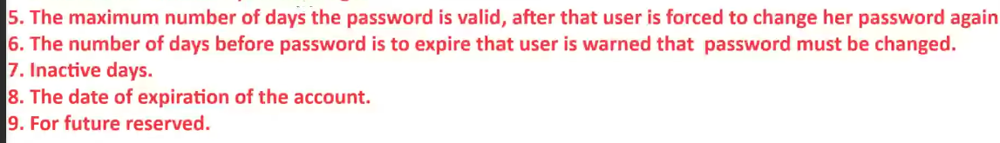 5. The maximum number of days the password is valid, after that user is forced to change her password again
6. The number of days before password is to expire that user is warned that password must be changed.
7. Inactive days.
8. The date of expiration of the account.
9. For future reserved.